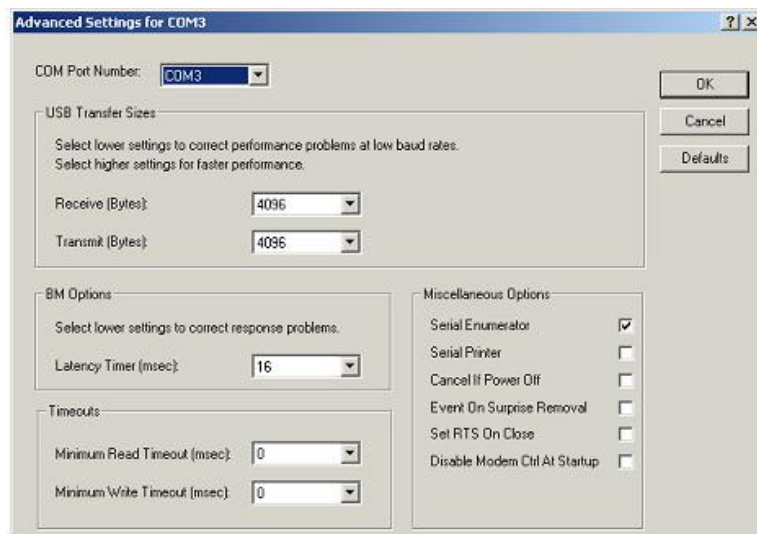 Advanced Settings for COM3
COM Port Number: COM3
OK
Cancel
Defaults
USB Transfer Sizes
Select lower settings to correct performance problems at low baud rates.
Select higher settings for faster performance.
Receive (Bytes): 4096
Transmit (Bytes): 4096
BM Options
Select lower settings to correct response problems.
Latency Timer (msec): 16
Timeouts
Minimum Read Timeout (msec): 0
Minimum Write Timeout (msec): 0
Miscellaneous Options
Serial Enumerator
Serial Printer
Cancel If Power Off
Event On Surprise Removal
Set RTS On Close
Disable Modem Ctrl At Startup